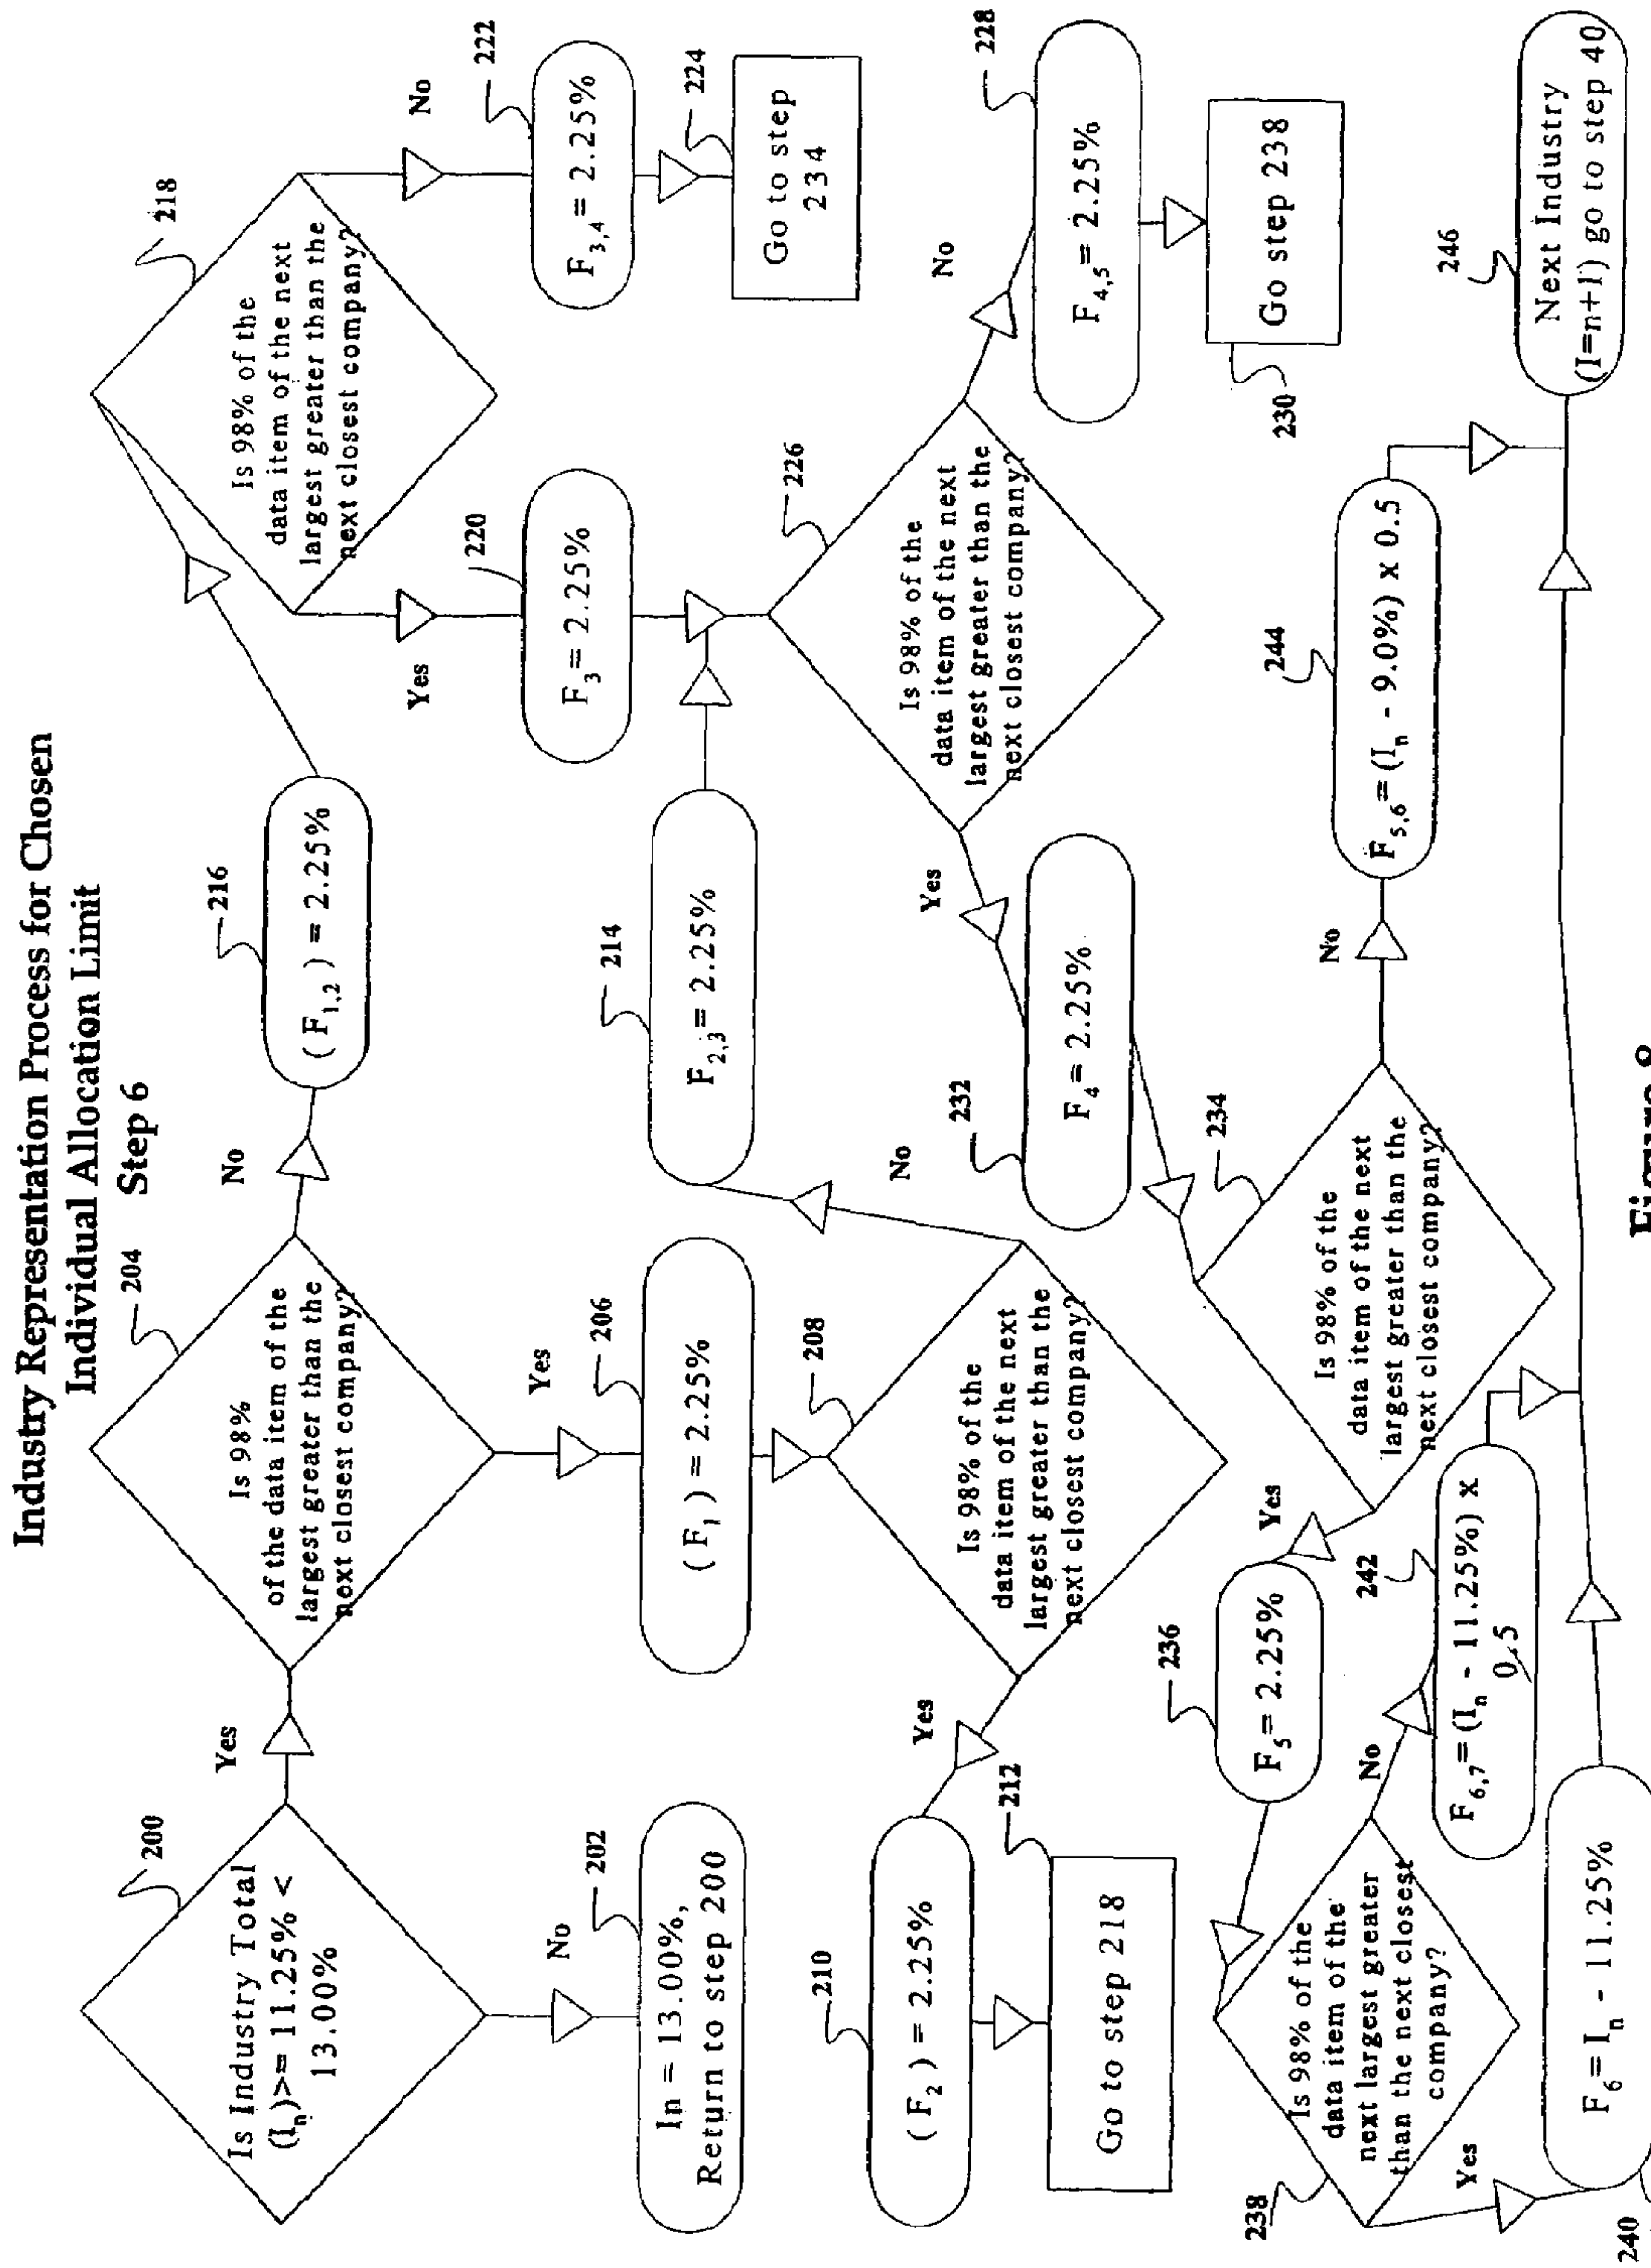 Industry Representation Process for Chosen
Individual Allocation Limit
Step 6
200
Is Industry Total
(Iₙ)>= 11.25% <
13.00%
Yes
No
202
In = 13.00%,
Return to step 200
204
Is 98%
of the data item of the
largest greater than the
next closest company?
No
Yes
206
(F₁) = 2.25%
208
Is 98% of the
data item of the next
largest greater than the
next closest company?
Yes
No
210
(F₂) = 2.25%
212
Go to step 218
214
F₂,₃ = 2.25%
216
(F₁,₂) = 2.25%
218
Is 98% of the
data item of the next
largest greater than the
next closest company?
Yes
No
220
F₃ = 2.25%
222
F₃,₄ = 2.25%
224
Go to step
234
226
Is 98% of the
data item of the next
largest greater than the
next closest company?
Yes
No
228
F₄,₅ = 2.25%
230
Go step 238
232
F₄ = 2.25%
234
Is 98% of the
data item of the next
largest greater than the
next closest company?
Yes
No
236
F₅ = 2.25%
238
Is 98% of the
data item of the
next largest greater
than the next closest
company?
Yes
No
240
F₆ = Iₙ - 11.25%
242
F₆,₇ = (Iₙ - 11.25%) x
0.5
244
F₅,₆ = (Iₙ - 9.0%) x 0.5
246
Next Industry
(I=n+1) go to step 40